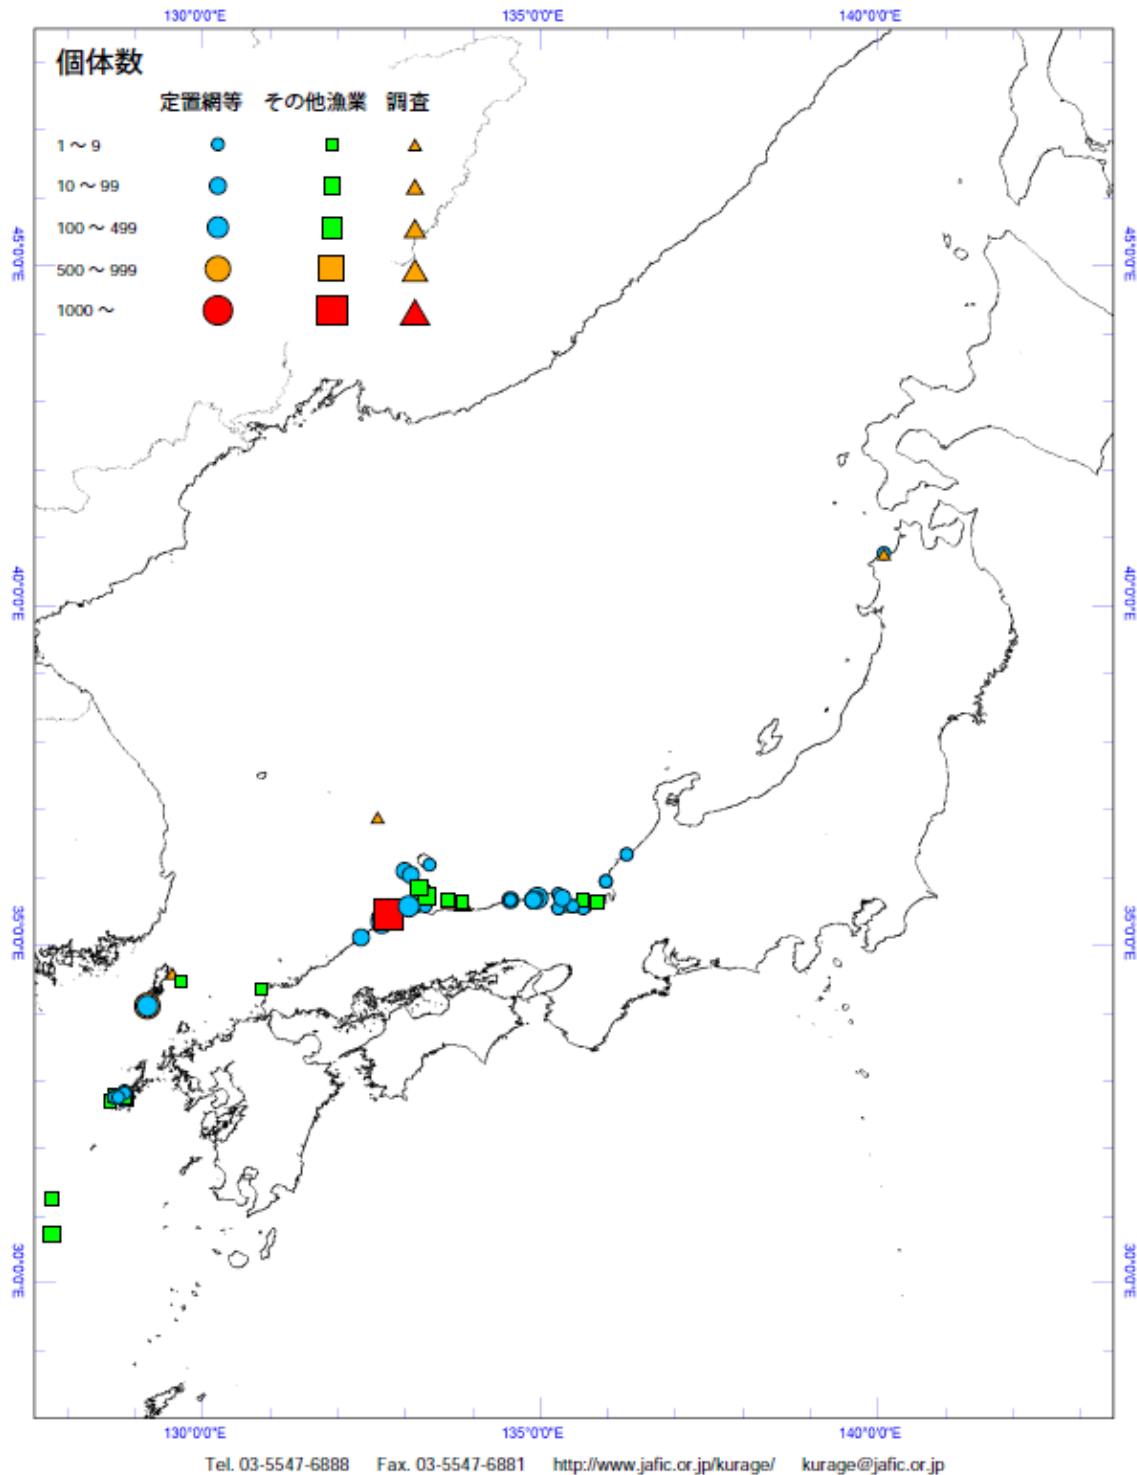 130°0'0"E 135°0'0"E 140°0'0"E
個体数
定置網等 その他漁業 調査
1～9
10～99
100～499
500～999
1000～
45°0'0"E 45°0'0"E
40°0'0"E 40°0'0"E
35°0'0"E 35°0'0"E
30°0'0"E 30°0'0"E
130°0'0"E 135°0'0"E 140°0'0"E
Tel. 03-5547-6888 Fax. 03-5547-6881 http://www.jafic.or.jp/kurage/ kurage@jafic.or.jp